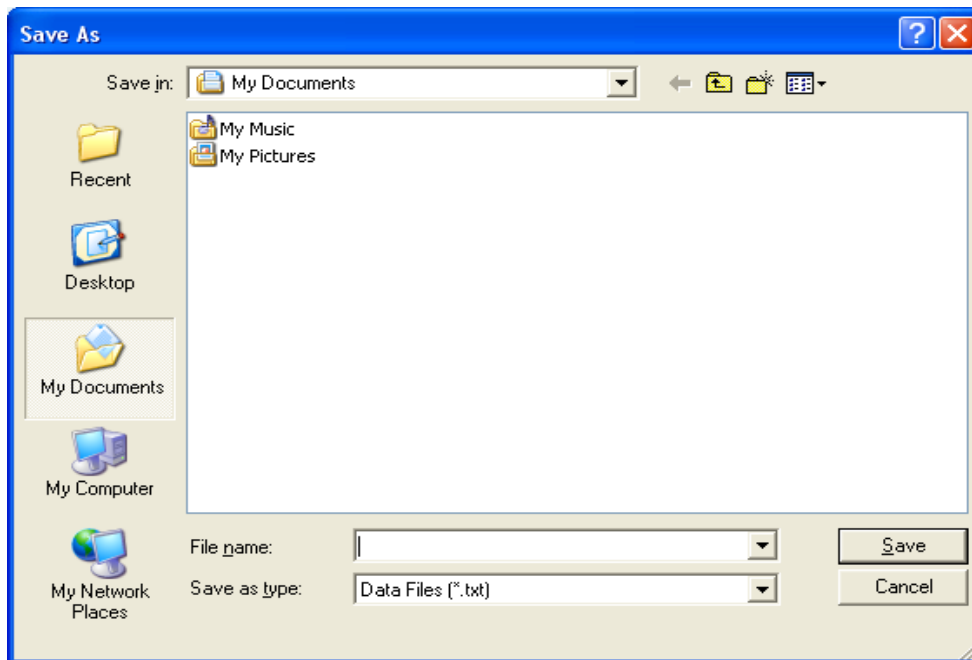 Save As
?
Save in:
My Documents
My Music
My Pictures
Recent
Desktop
My Documents
My Computer
My Network
Places
File name:
Save
Save as type:
Data Files (*.txt)
Cancel